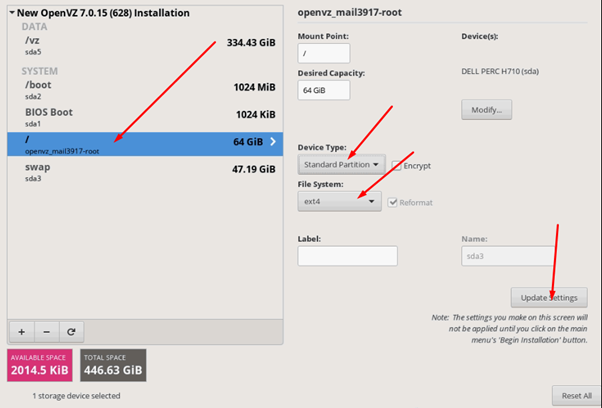 New OpenVZ 7.0.15 (628) Installation
DATA
/vz
334.43 GiB
sda5
SYSTEM
/boot
1024 MiB
sda2
BIOS Boot
1024 KiB
sda1
/
64 GiB
openvz_mail3917-root
swap
47.19 GiB
sda3
AVAILABLE SPACE
2014.5 KiB
TOTAL SPACE
446.63 GiB
1 storage device selected
openvz_mail3917-root
Mount Point:
/
Device(s):
DELL PERC H710 (sda)
Desired Capacity:
64 GiB
Modify...
Device Type:
Standard Partition
Encrypt
File System:
ext4
Reformat
Label:
Name:
sda3
Update Settings
Note: The settings you make on this screen will
not be applied until you click on the main
menu's 'Begin Installation' button.
Reset All